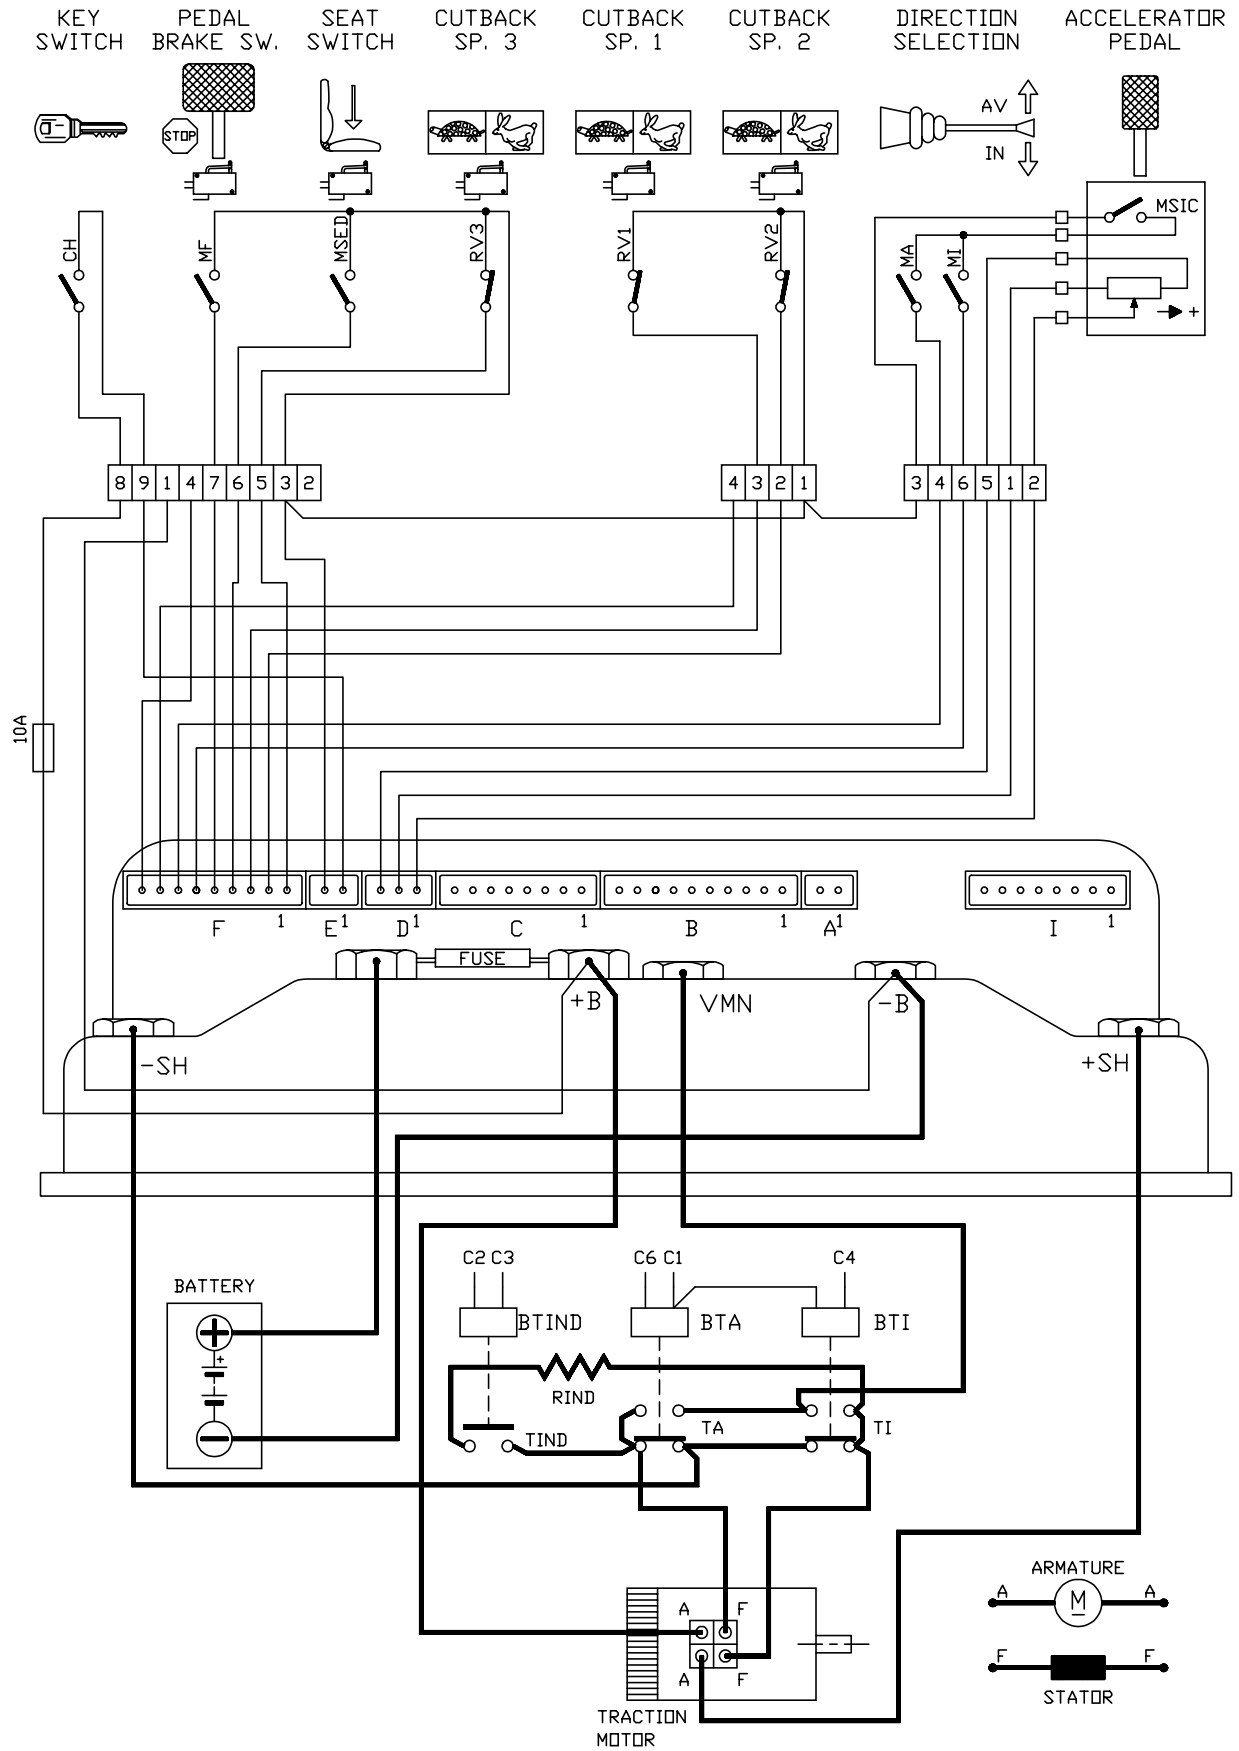 KEY SWITCH
PEDAL BRAKE SW.
SEAT SWITCH
CUTBACK SP. 3
CUTBACK SP. 1
CUTBACK SP. 2
DIRECTION SELECTION
ACCELERATOR PEDAL
STOP
AV
IN
MSIC
CH
MF
MSED
RV3
RV1
RV2
MA
MI
+
8 9 1 4 7 6 5 3 2
4 3 2 1
3 4 6 5 1 2
10A
F 1
E 1
D 1
C 1
B 1
A 1
I 1
FUSE
+B
VMN
-B
-SH
+SH
C2 C3
C6 C1
C4
BATTERY
BTIND
BTA
BTI
+
RIND
TA
TI
TIND
ARMATURE
A M A
A F
F F
STATOR
A F
TRACTION
MOTOR